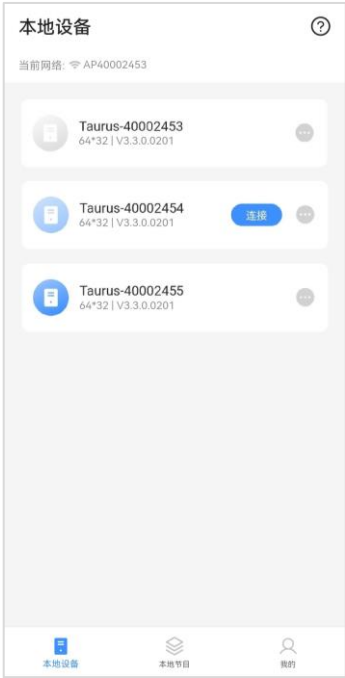 本地设备
当前网络: AP40002453
Taurus-40002453
64*32 | V3.3.0.0201
Taurus-40002454
64*32 | V3.3.0.0201
连接
Taurus-40002455
64*32 | V3.3.0.0201
本地设备
本地节目
我的